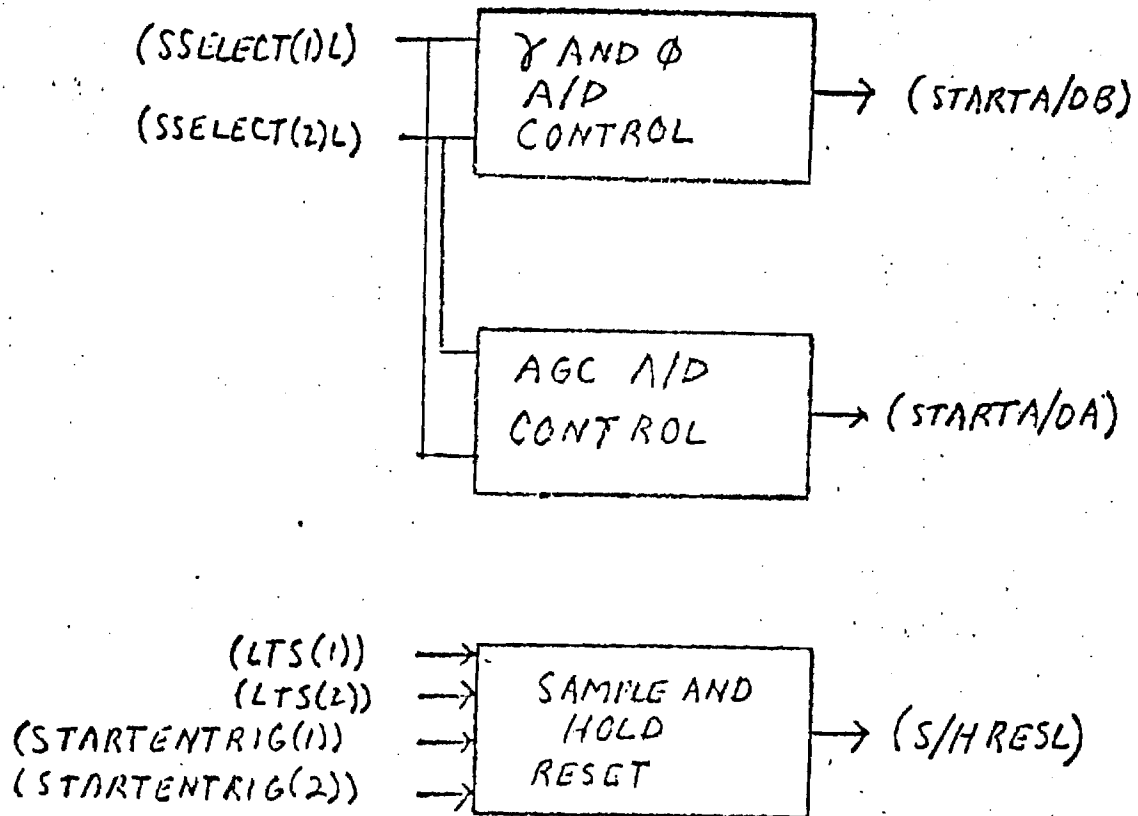 (SSELECT(1)L)
(SSELECT(2)L)
γ AND Ø
A/D
CONTROL
(STARTA/DB)
AGC A/D
CONTROL
(STARTA/DA)
(LTS(1))
(LTS(2))
(STARTENTRIG(1))
(STARTENTRIG(2))
SAMPLE AND
HOLD
RESET
(S/H RESL)